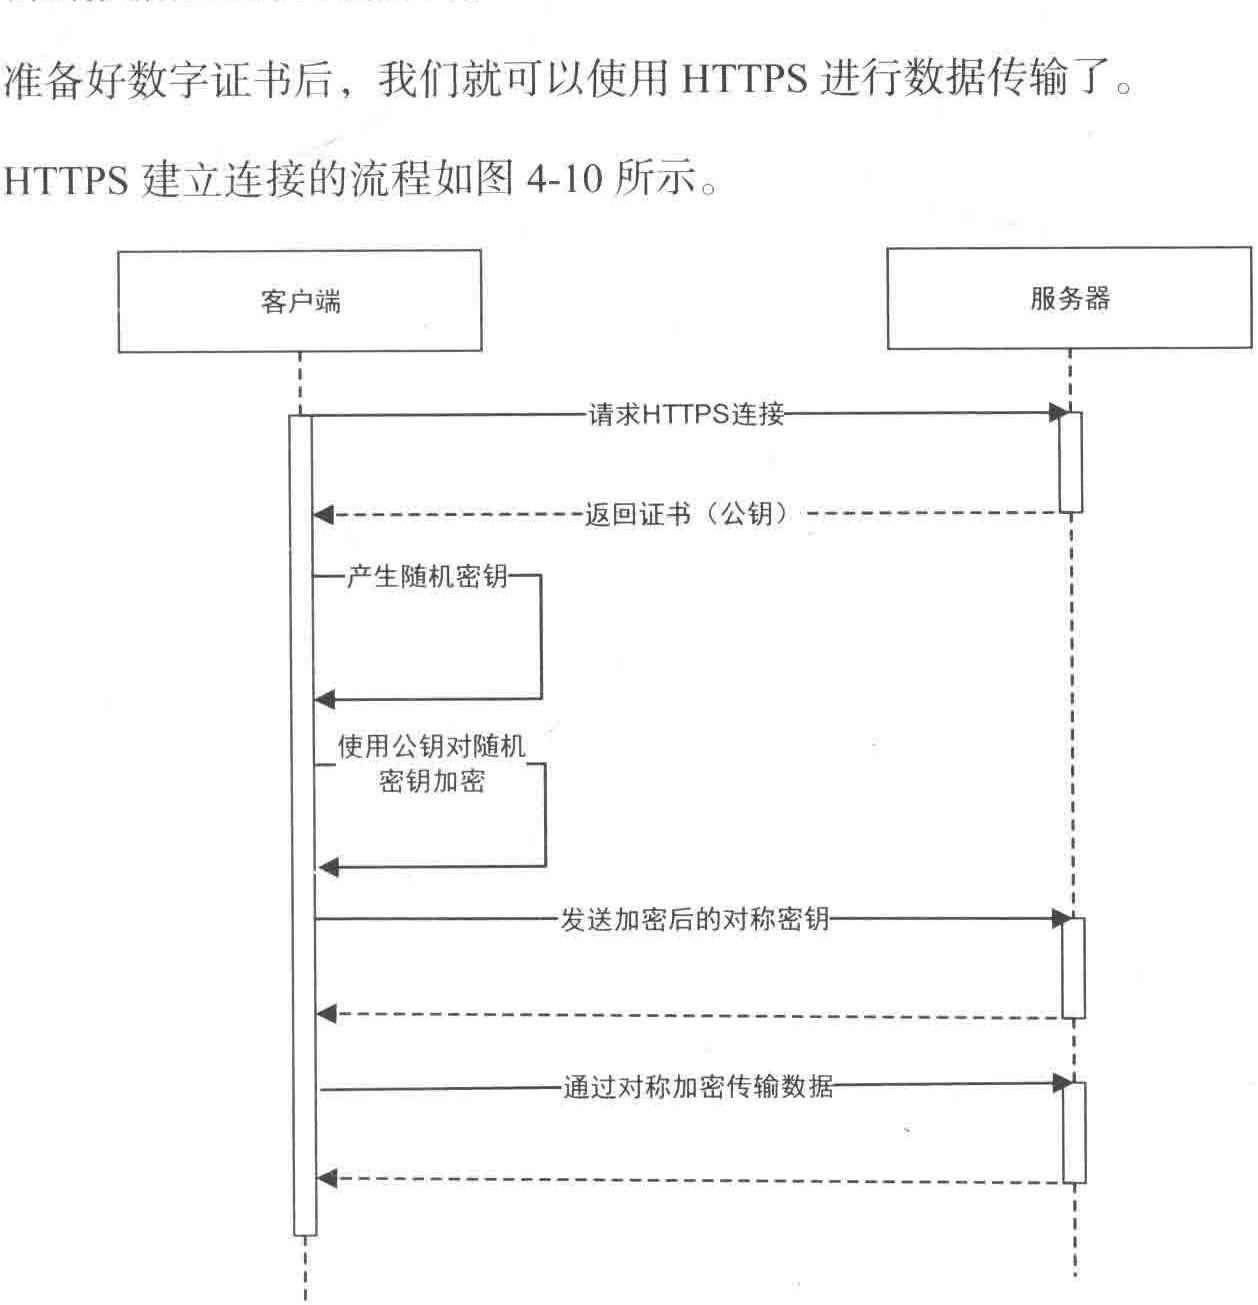 准备好数字证书后，我们就可以使用 HTTPS 进行数据传输了。
HTTPS 建立连接的流程如图 4-10 所示。
客户端
服务器
请求HTTPS连接
返回证书（公钥）
产生随机密钥
使用公钥对随机
密钥加密
发送加密后的对称密钥
通过对称加密传输数据